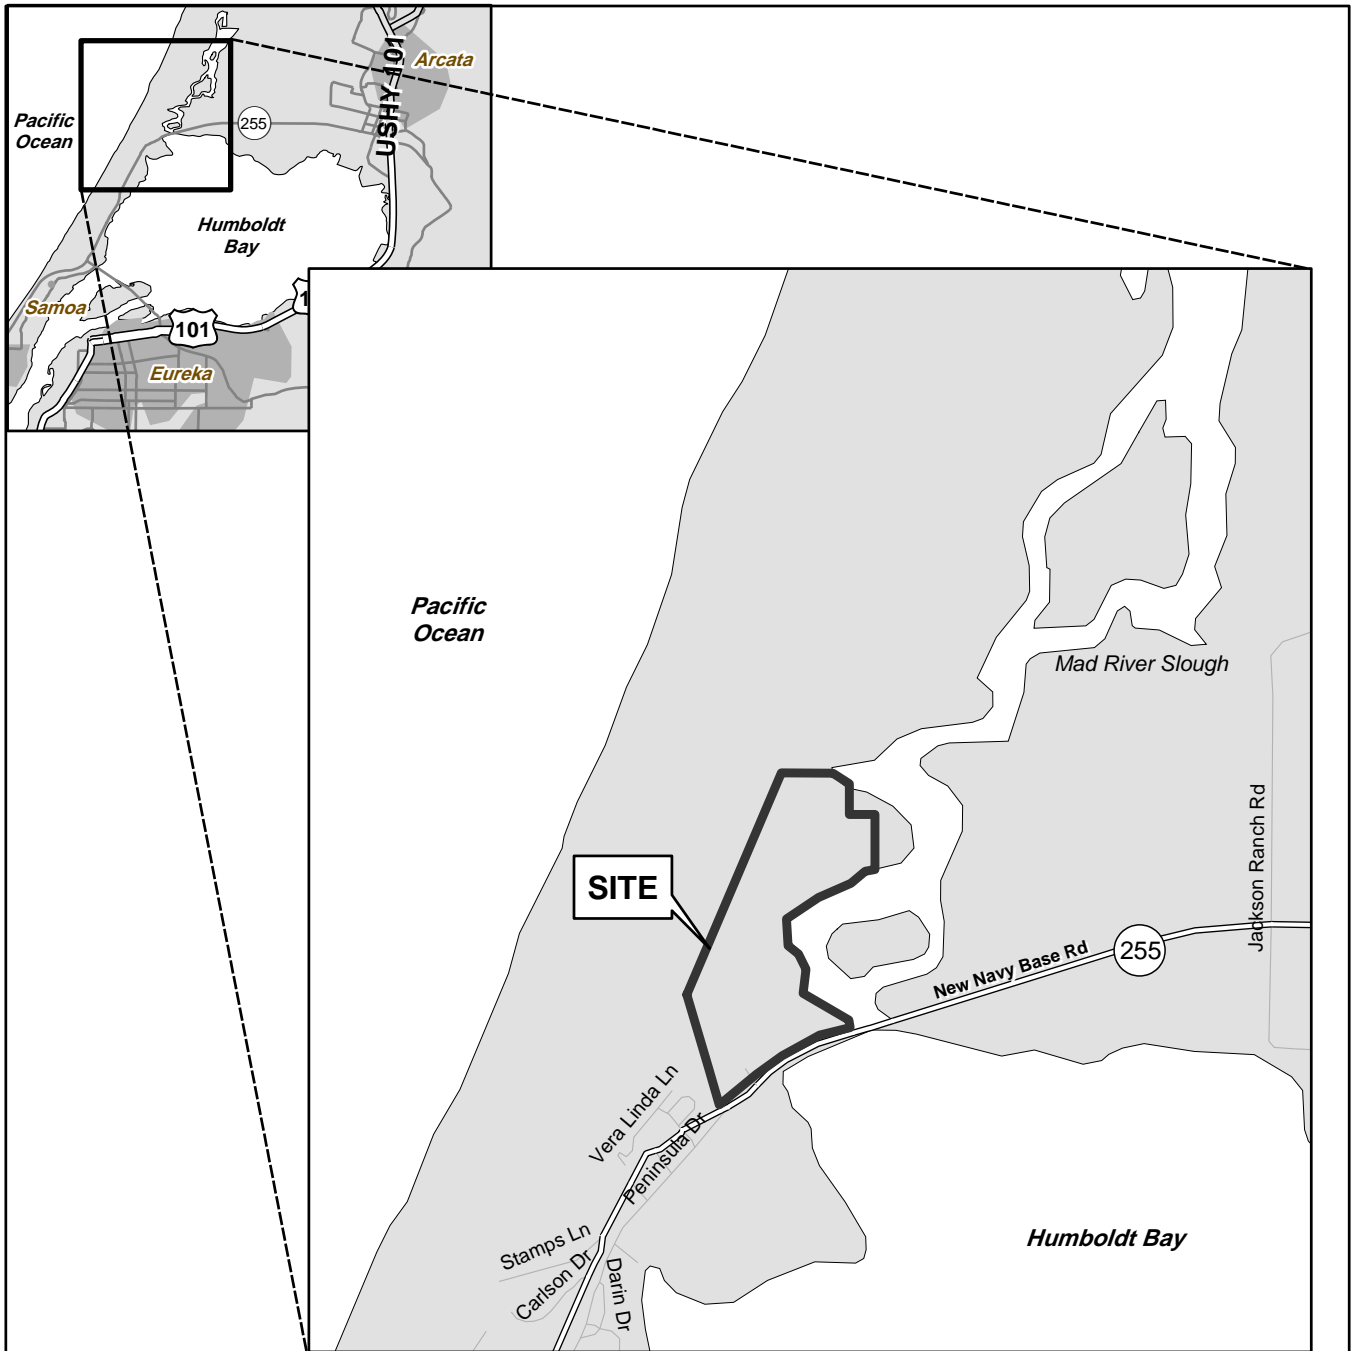 Arcata
USHY 101
255
Pacific
Ocean
Humboldt
Bay
Samoa
1
101
Eureka
Pacific
Ocean
Mad River Slough
Jackson Ranch Rd
SITE
255
New Navy Base Rd
Vera Linda Ln
Peninsula Dr
Humboldt Bay
Stamps Ln
Carlson Dr
Darin Dr